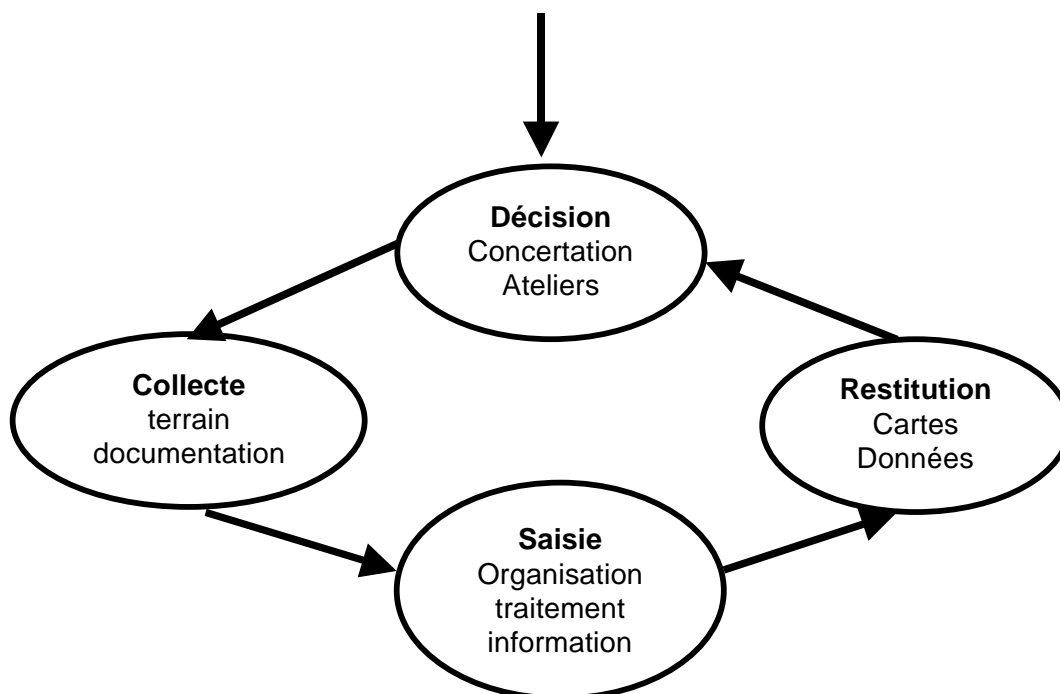 Décision
Concertation
Ateliers
Collecte
terrain
documentation
Restitution
Cartes
Données
Saisie
Organisation
traitement
information